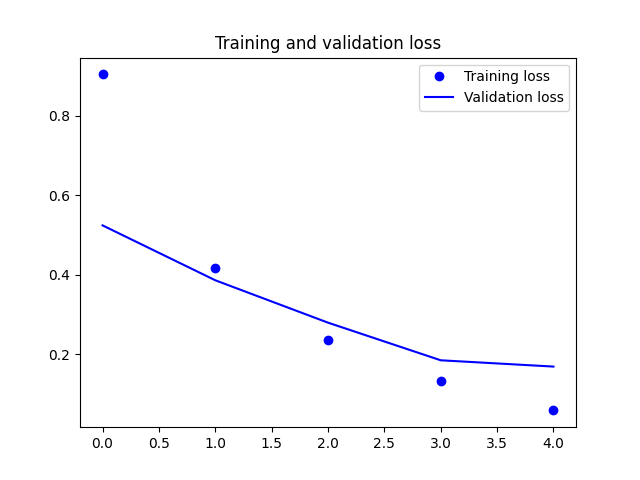 Training and validation loss
Training loss
Validation loss
0.8
0.6
0.4
0.2
0.0 0.5 1.0 1.5 2.0 2.5 3.0 3.5 4.0